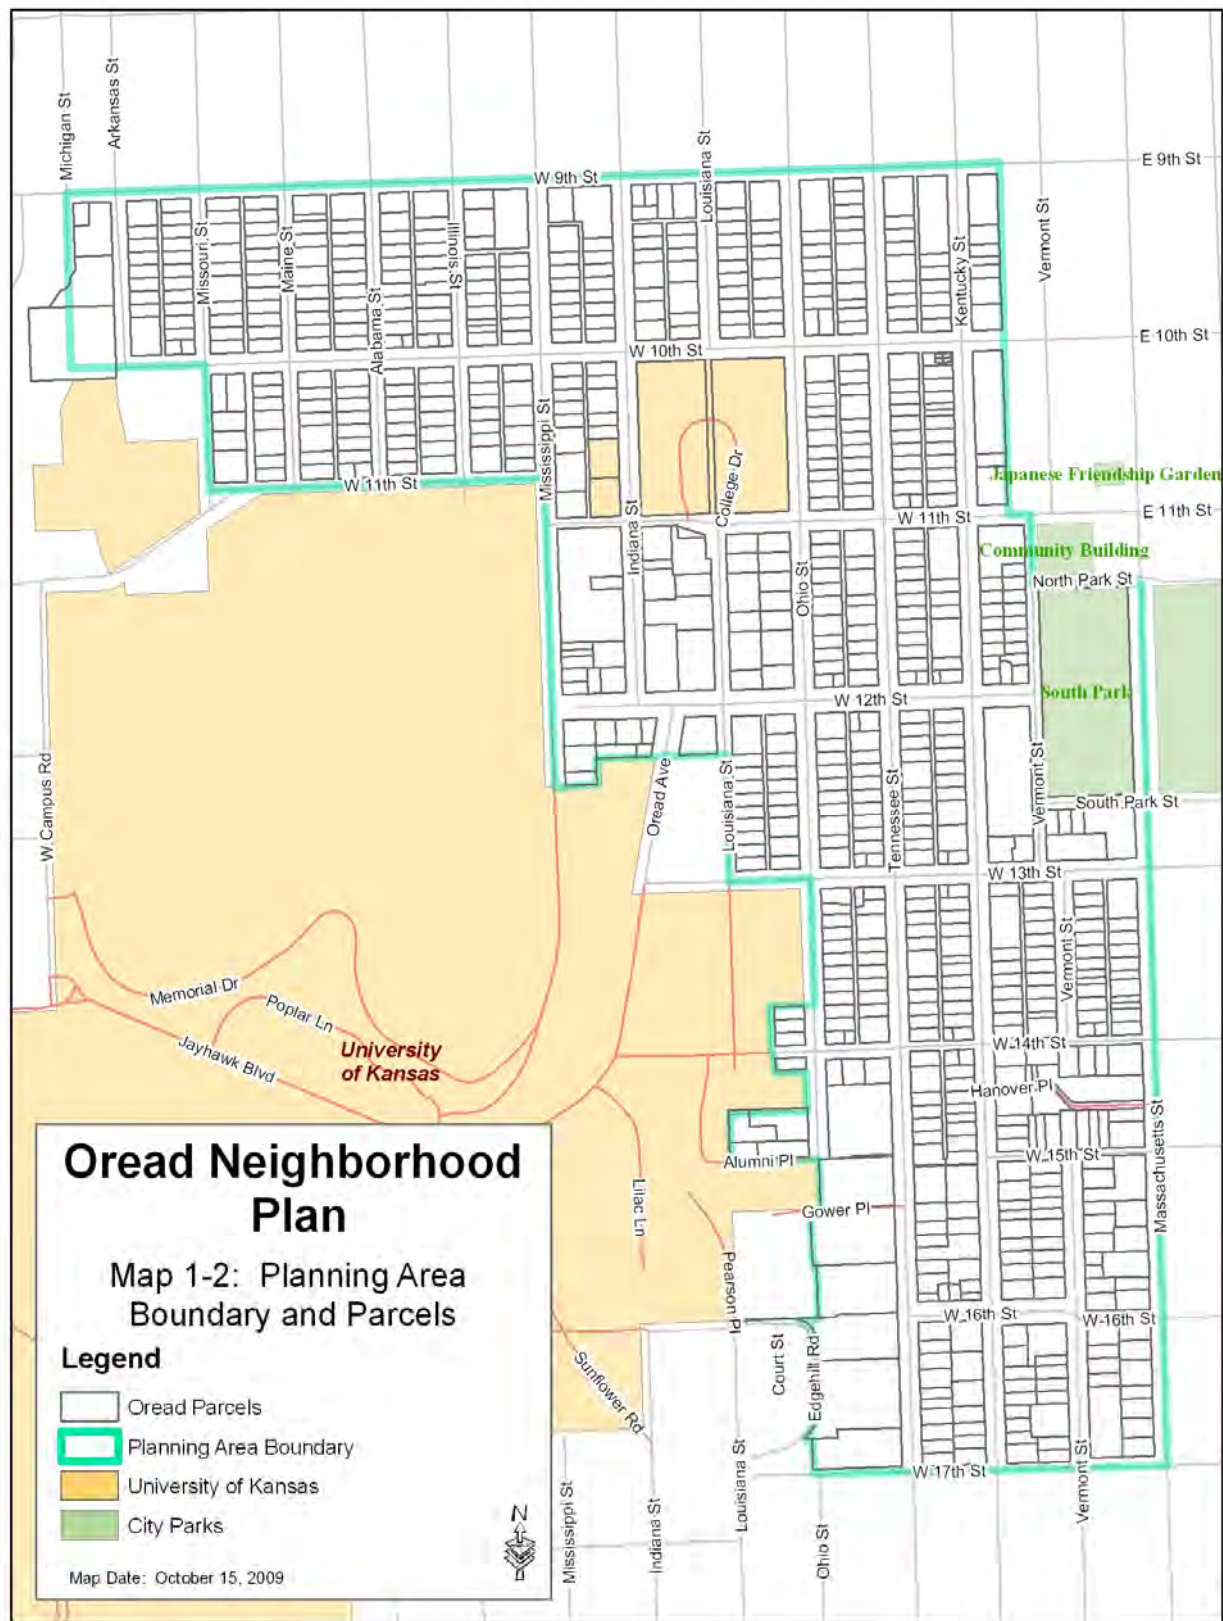 Michigan St
Arkansas St
Louisiana St
W 9th St
E 9th St
Missouri St
Maine St
Illinois St
Vermont St
Kentucky St
Alabama St
E 10th St
W 10th St
Mississippi St
College Dr
Japanese Friendship Garden
W 11th St
Indiana St
W 11th St
E 11th St
Community Building
North Park St
Ohio St
South Park
W 12th St
W Campus Rd
Oread Ave
Louisiana St
Tennessee St
Vermont St
South Park St
W 13th St
Vermont St
Memorial Dr
Poplar Ln
Jayhawk Blvd
University
of Kansas
W 14th St
Hanover Pl
Massachusetts St
W 15th St
Alumni Pl
Lilac Ln
Gower Pl
Pearson Pl
W 16th St
W 16th St
Court St
Edgehill Rd
Sunflower Rd
W 17th St
Mississippi St
Indiana St
Louisiana St
Ohio St
Vermont St
Oread Neighborhood
Plan
Map 1-2: Planning Area
Boundary and Parcels
Legend
Oread Parcels
Planning Area Boundary
University of Kansas
City Parks
N
Map Date: October 15, 2009